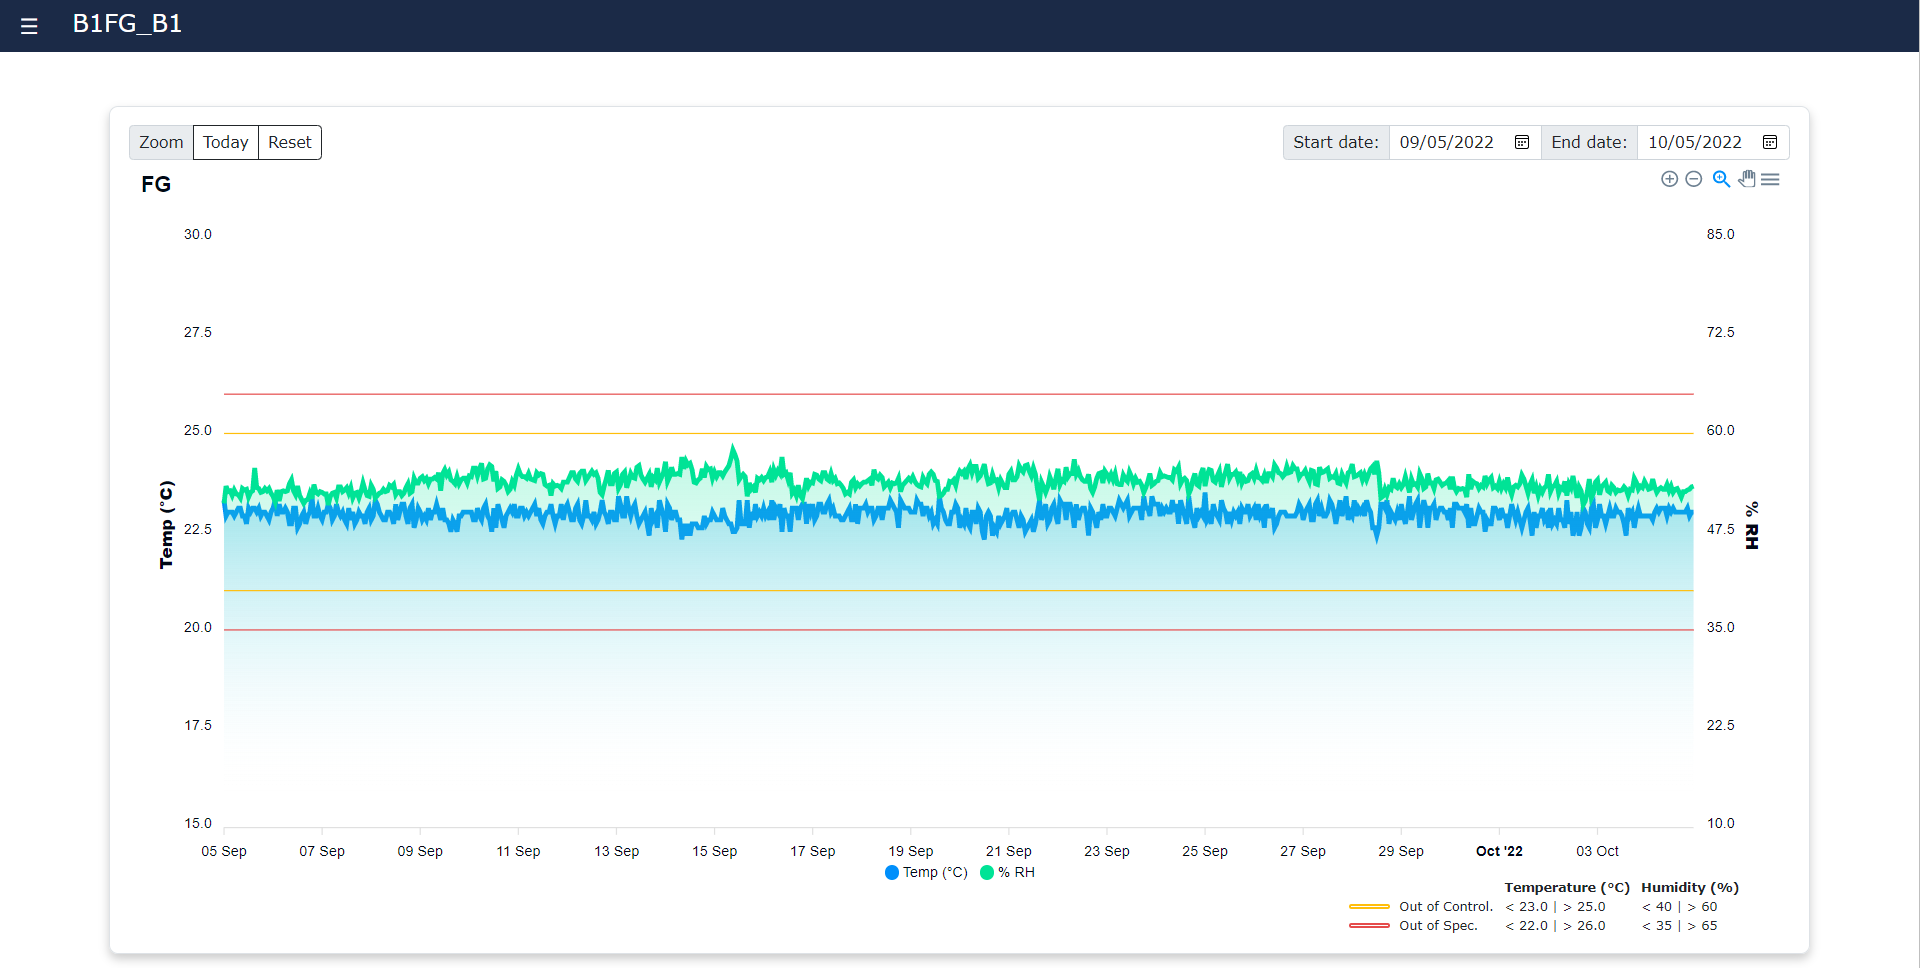 B1FG_B1
Zoom Today Reset
Start date: 09/05/2022 End date: 10/05/2022
FG
30.0 85.0
27.5 72.5
25.0 60.0
22.5 47.5
20.0 35.0
17.5 22.5
15.0 10.0
Temp (°C)
% RH
05 Sep 07 Sep 09 Sep 11 Sep 13 Sep 15 Sep 17 Sep 19 Sep 21 Sep 23 Sep 25 Sep 27 Sep 29 Sep Oct '22 03 Oct
Temp (°C) % RH
Temperature (°C) Humidity (%)
Out of Control. < 23.0 | > 25.0 < 40 | > 60
Out of Spec. < 22.0 | > 26.0 < 35 | > 65